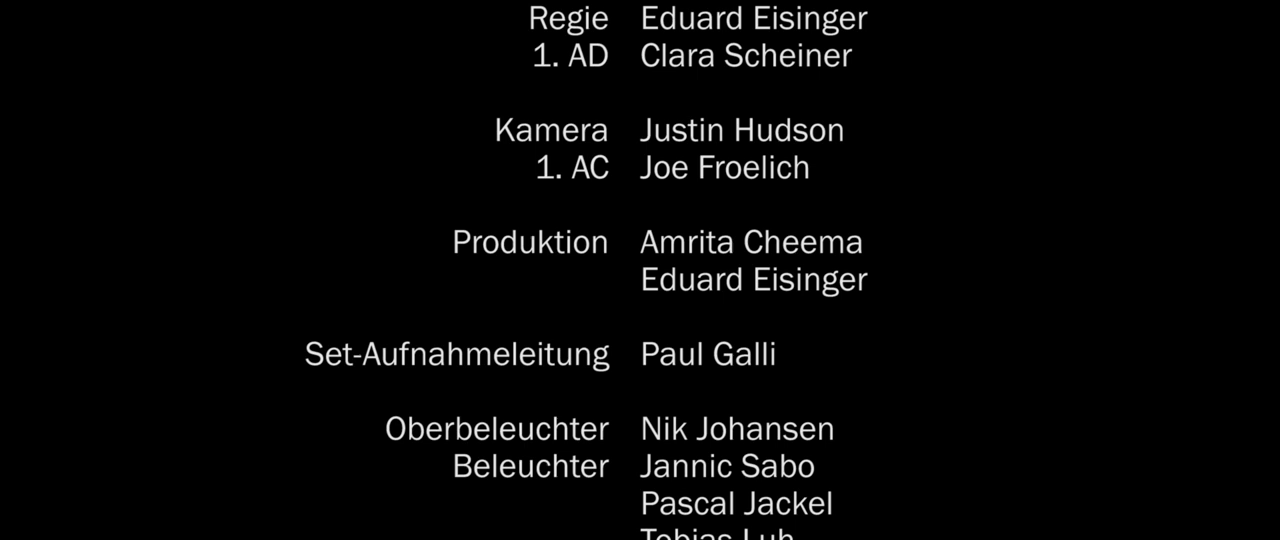 Regie Eduard Eisinger
1. AD Clara Scheiner
Kamera Justin Hudson
1. AC Joe Froelich
Produktion Amrita Cheema
Eduard Eisinger
Set-Aufnahmeleitung Paul Galli
Oberbeleuchter Nik Johansen
Beleuchter Jannic Sabo
Pascal Jackel
Tobias